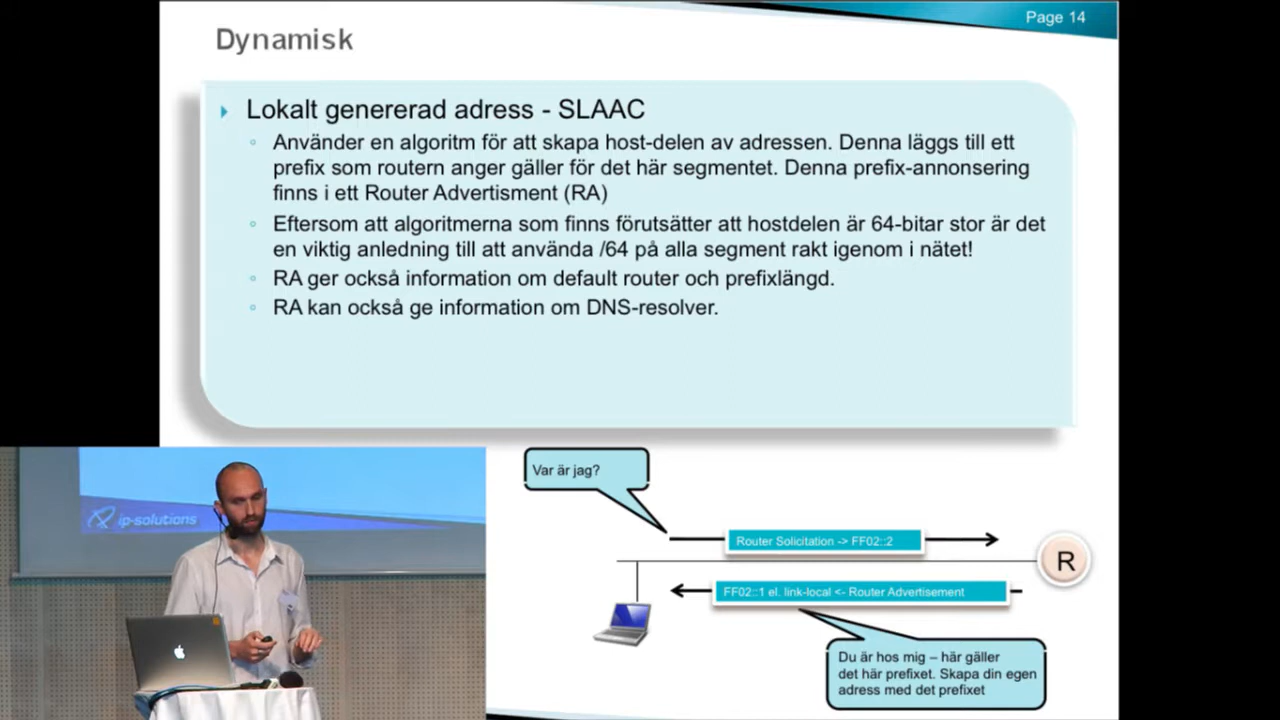 Page 14
Dynamisk
Lokalt genererad adress - SLAAC
Använder en algoritm för att skapa host-delen av adressen. Denna läggs till ett
prefix som routern anger gäller för det här segmentet. Denna prefix-annonsering
finns i ett Router Advertisment (RA)
Eftersom att algoritmerna som finns förutsätter att hostdelen är 64-bitar stor är det
en viktig anledning till att använda /64 på alla segment rakt igenom i nätet!
RA ger också information om default router och prefixlängd.
RA kan också ge information om DNS-resolver.
Var är jag?
Router Solicitation -> FF02::2
R
FF02::1 el. link-local <- Router Advertisement
Du är hos mig – här gäller
det här prefixet. Skapa din egen
adress med det prefixet
ip-solutions